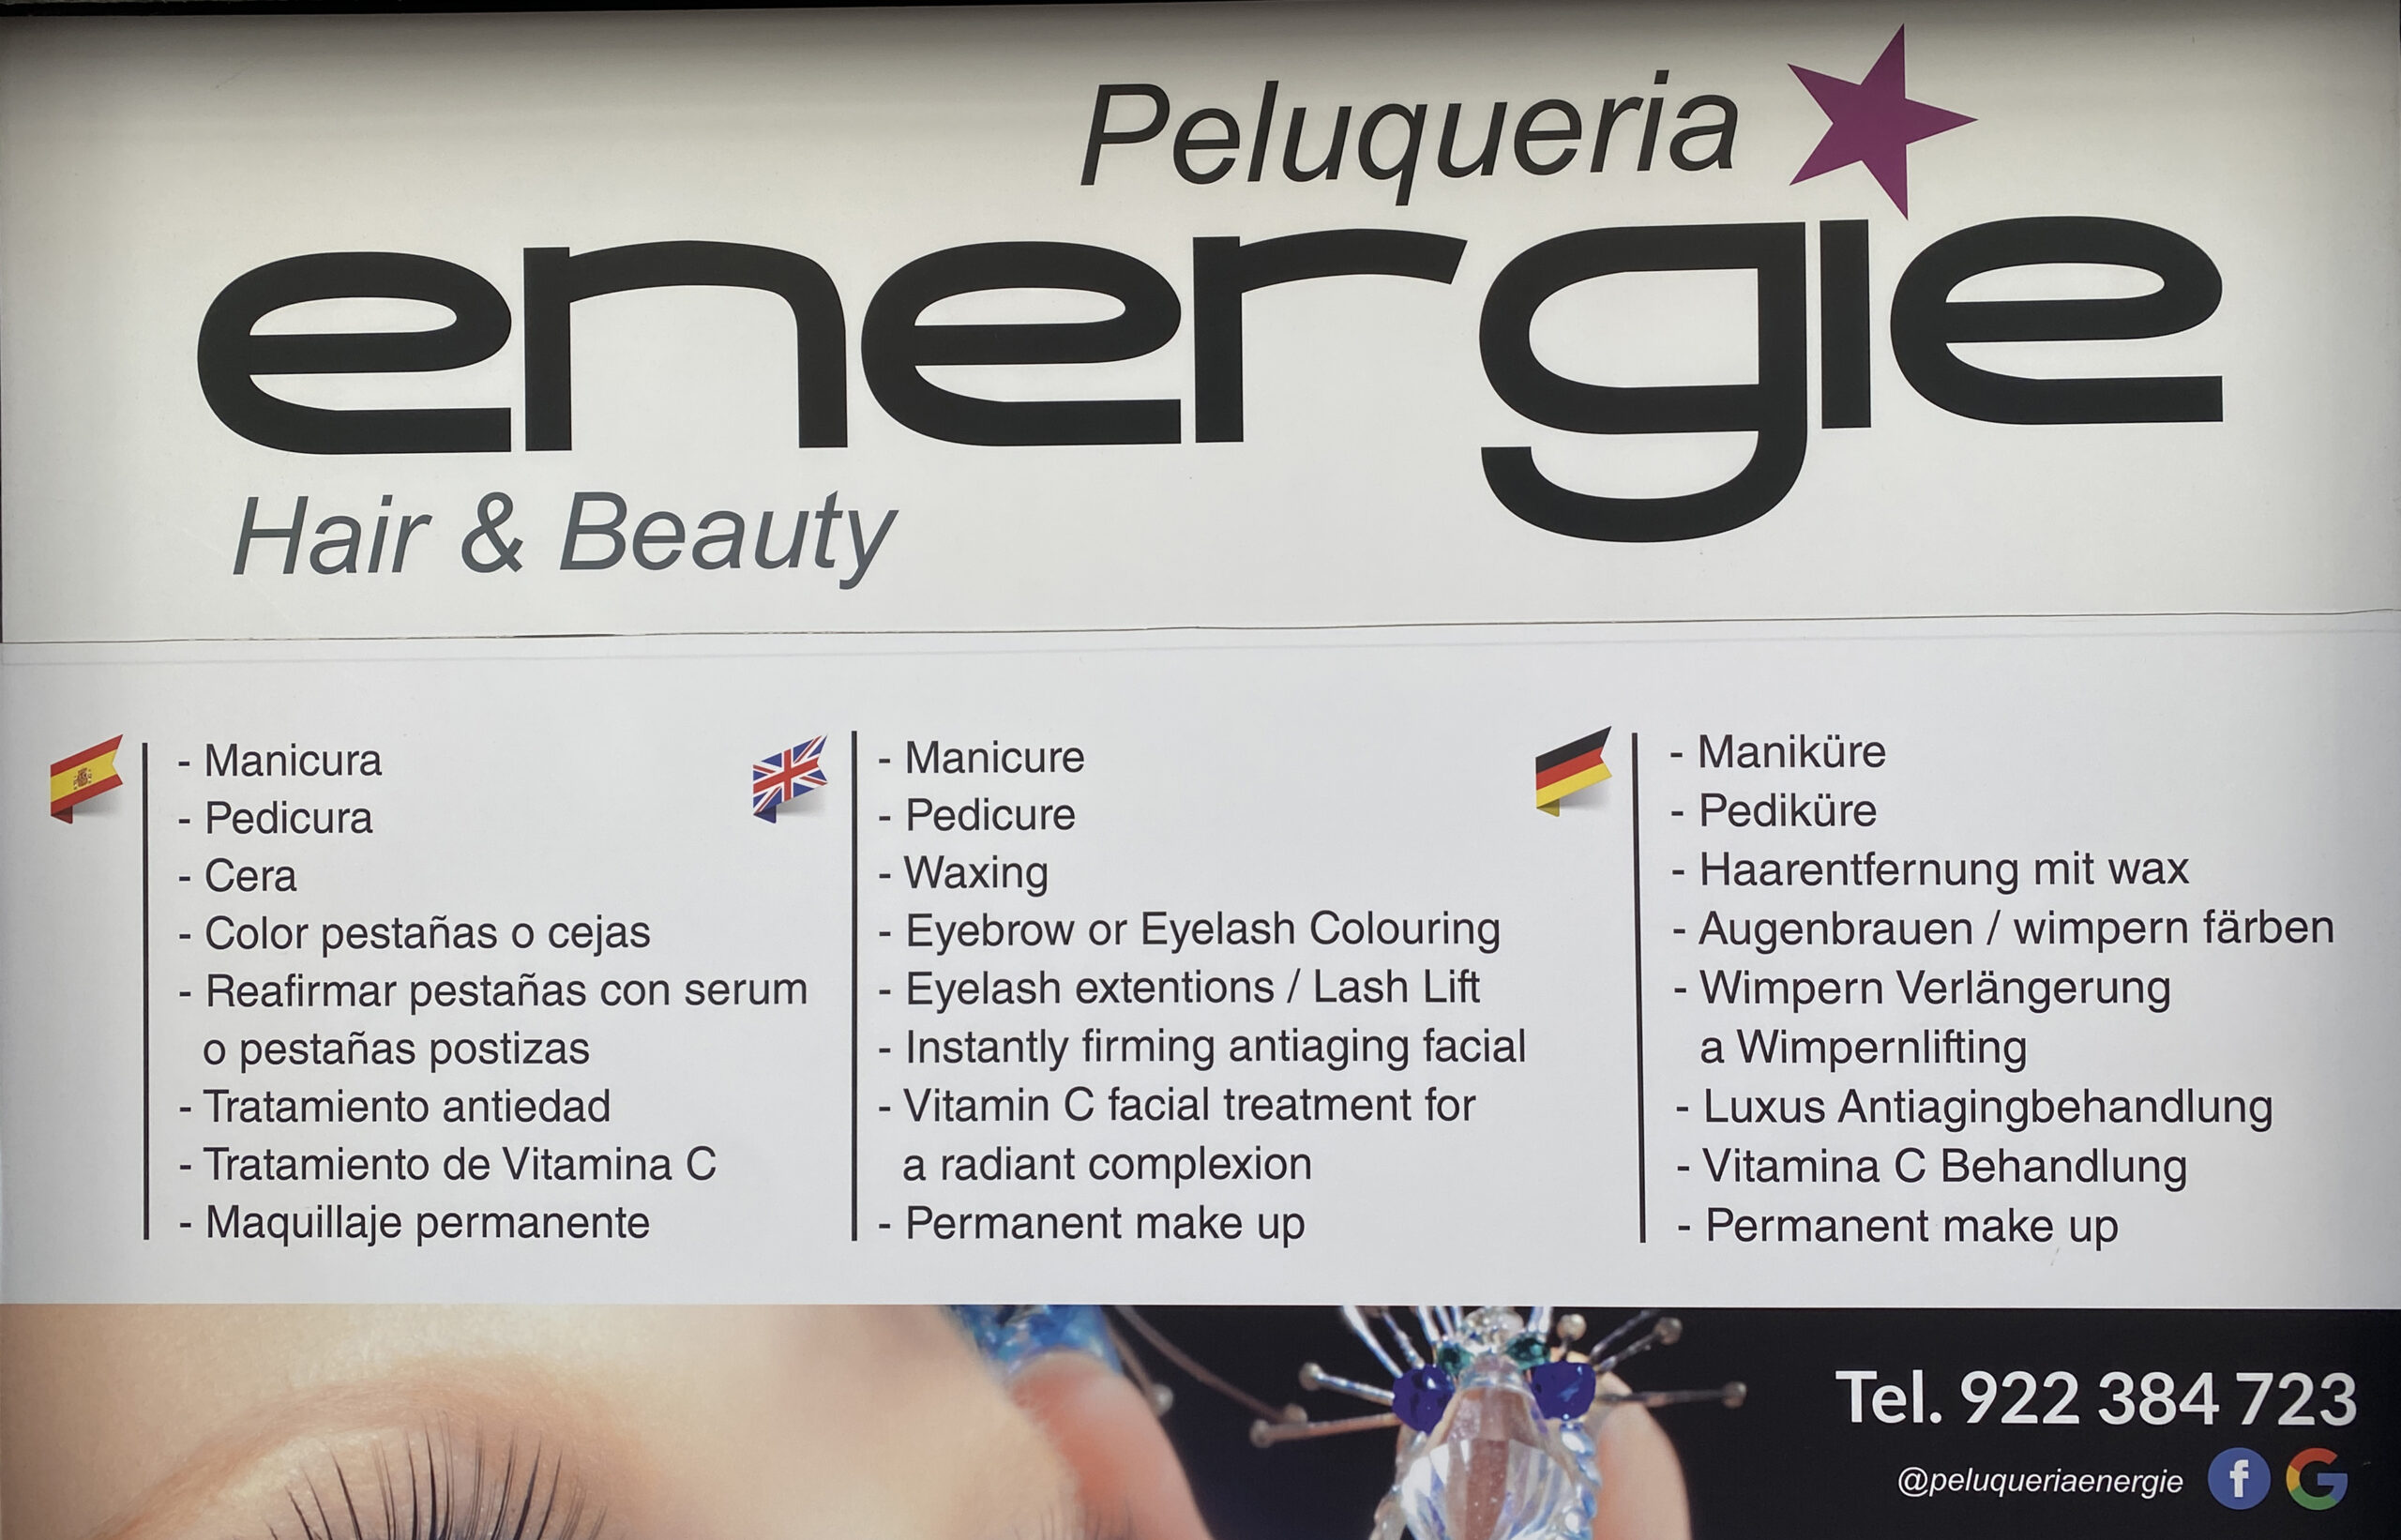 Peluqueria
energie
Hair & Beauty
- Manicura
- Pedicura
- Cera
- Color pestañas o cejas
- Reafirmar pestañas con serum
o pestañas postizas
- Tratamiento antiedad
- Tratamiento de Vitamina C
- Maquillaje permanente
- Manicure
- Pedicure
- Waxing
- Eyebrow or Eyelash Colouring
- Eyelash extentions / Lash Lift
- Instantly firming antiaging facial
- Vitamin C facial treatment for
a radiant complexion
- Permanent make up
- Maniküre
- Pediküre
- Haarentfernung mit wax
- Augenbrauen / wimpern färben
- Wimpern Verlängerung
a Wimpernlifting
- Luxus Antiagingbehandlung
- Vitamina C Behandlung
- Permanent make up
Tel. 922 384 723
@peluqueriaenergie f G